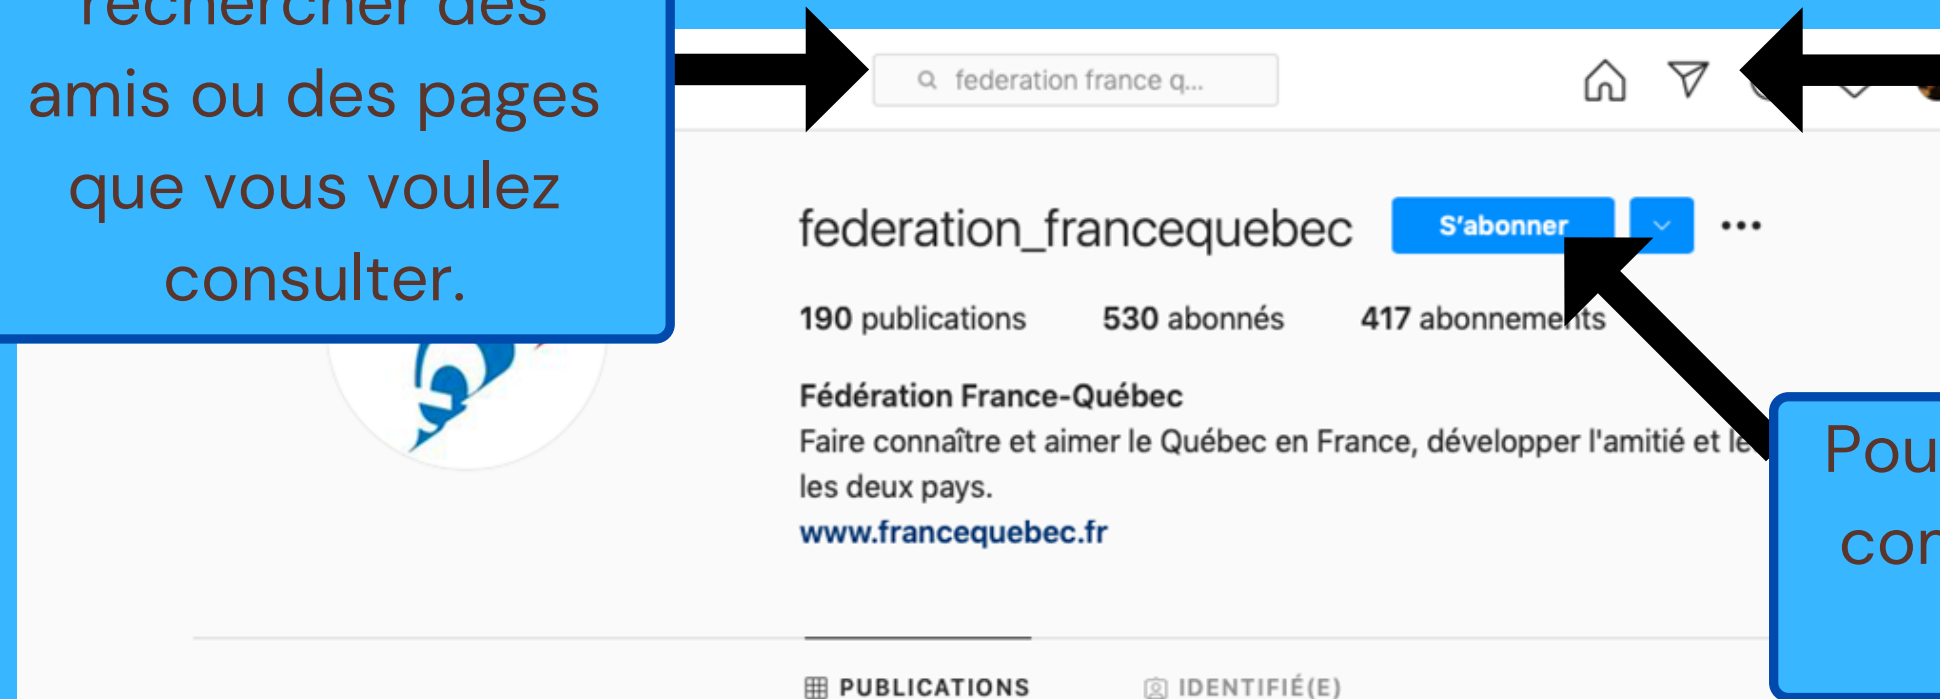 rechercher des
amis ou des pages
que vous voulez
consulter.
federation france q...
federation_francequebec S'abonner
190 publications 530 abonnés 417 abonnements
Fédération France-Québec
Faire connaître et aimer le Québec en France, développer l'amitié et
les deux pays.
www.francequebec.fr
PUBLICATIONS IDENTIFIÉ(E)